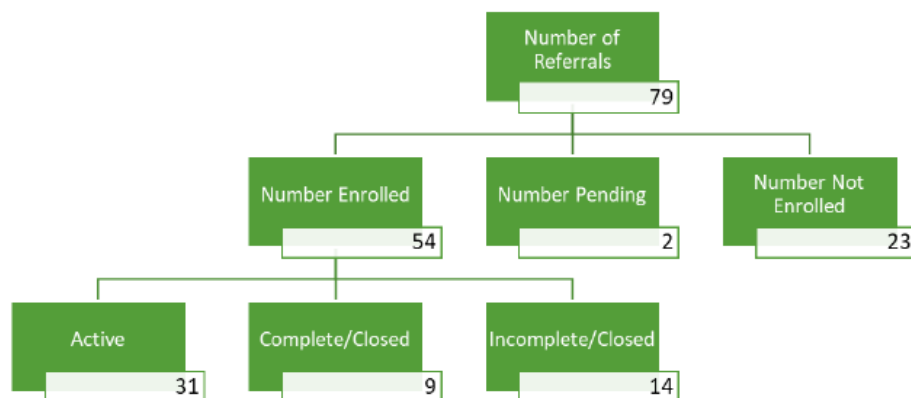 Number of
Referrals
79
Number Enrolled
54
Number Pending
2
Number Not
Enrolled
23
Active
31
Complete/Closed
9
Incomplete/Closed
14